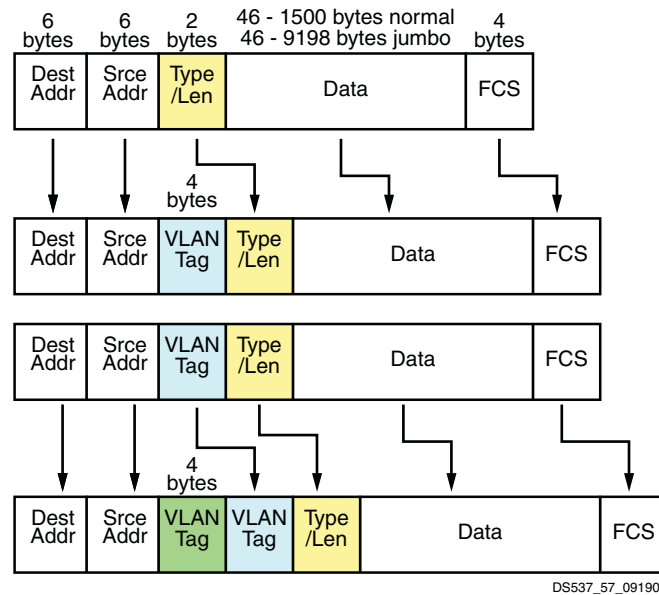 6 bytes
6 bytes
2 bytes
46 - 1500 bytes normal
46 - 9198 bytes jumbo
4 bytes
Dest Addr
Srce Addr
Type /Len
Data
FCS
4 bytes
Dest Addr
Srce Addr
VLAN Tag
Type /Len
Data
FCS
Dest Addr
Srce Addr
VLAN Tag
Type /Len
Data
FCS
4 bytes
Dest Addr
Srce Addr
VLAN Tag
VLAN Tag
Type /Len
Data
FCS
DS537_57_09190